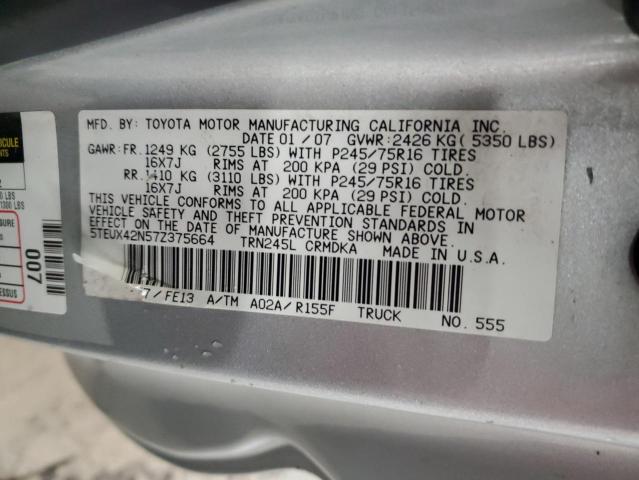 MFD. BY: TOYOTA MOTOR MANUFACTURING CALIFORNIA INC.
DATE 01 / 07 GVWR: 2426 KG ( 5350 LBS)
GAWR: FR. 1249 KG (2755 LBS) WITH P245/75R16 TIRES
16X7J RIMS AT 200 KPA (29 PSI) COLD.
RR. 1410 KG (3110 LBS) WITH P245/75R16 TIRES
16X7J RIMS AT 200 KPA (29 PSI) COLD.
THIS VEHICLE CONFORMS TO ALL APPLICABLE FEDERAL MOTOR
VEHICLE SAFETY AND THEFT PREVENTION STANDARDS IN
EFFECT ON THE DATE OF MANUFACTURE SHOWN ABOVE.
5TEUX42N57Z375664 TRN245L CRMDKA MADE IN U.S.A.
/FE13 A/TM A02A/ R155F TRUCK NO. 555
007